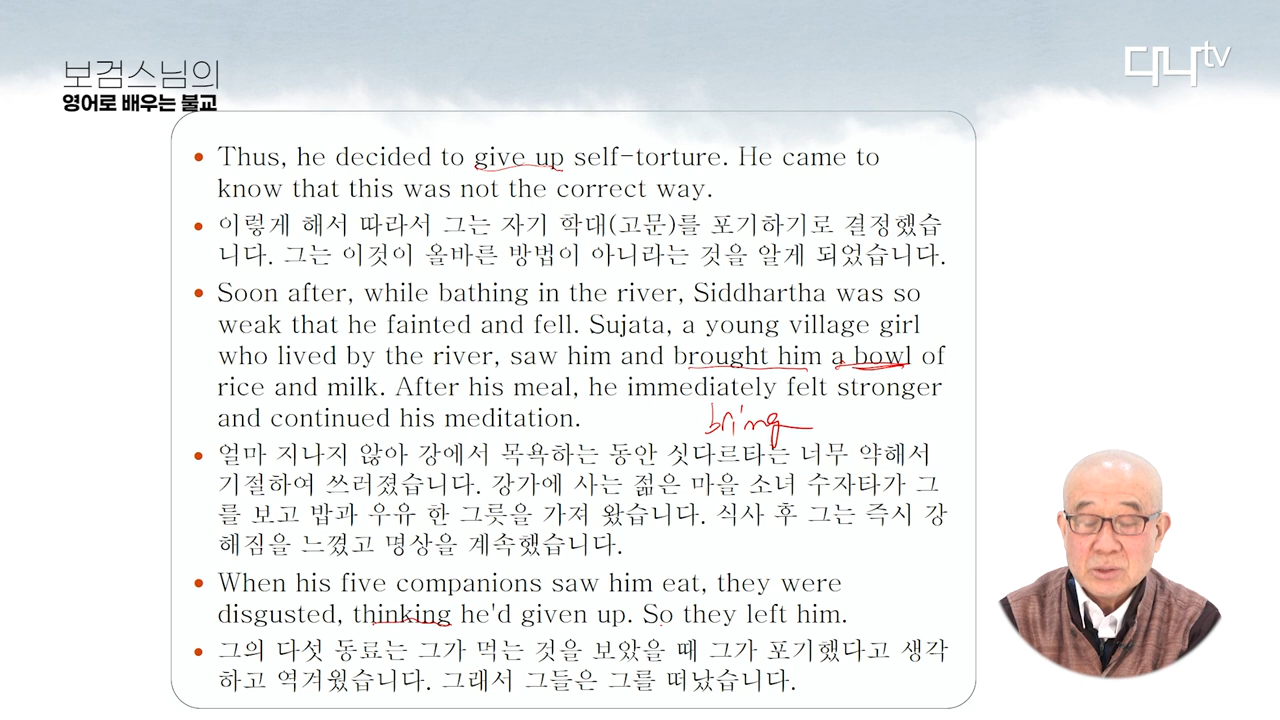 보검스님의
영어로 배우는 불교
디나tv
• Thus, he decided to give up self-torture. He came to
know that this was not the correct way.
• 이렇게 해서 따라서 그는 자기 학대(고문)를 포기하기로 결정했습
니다. 그는 이것이 올바른 방법이 아니라는 것을 알게 되었습니다.
• Soon after, while bathing in the river, Siddhartha was so
weak that he fainted and fell. Sujata, a young village girl
who lived by the river, saw him and brought him a bowl of
rice and milk. After his meal, he immediately felt stronger
and continued his meditation.
bring
• 얼마 지나지 않아 강에서 목욕하는 동안 싯다르타는 너무 약해서
기절하여 쓰러졌습니다. 강가에 사는 젊은 마을 소녀 수자타가 그
를 보고 밥과 우유 한 그릇을 가져 왔습니다. 식사 후 그는 즉시 강
해짐을 느꼈고 명상을 계속했습니다.
• When his five companions saw him eat, they were
disgusted, thinking he'd given up. So they left him.
• 그의 다섯 동료는 그가 먹는 것을 보았을 때 그가 포기했다고 생각
하고 역겨웠습니다. 그래서 그들은 그를 떠났습니다.